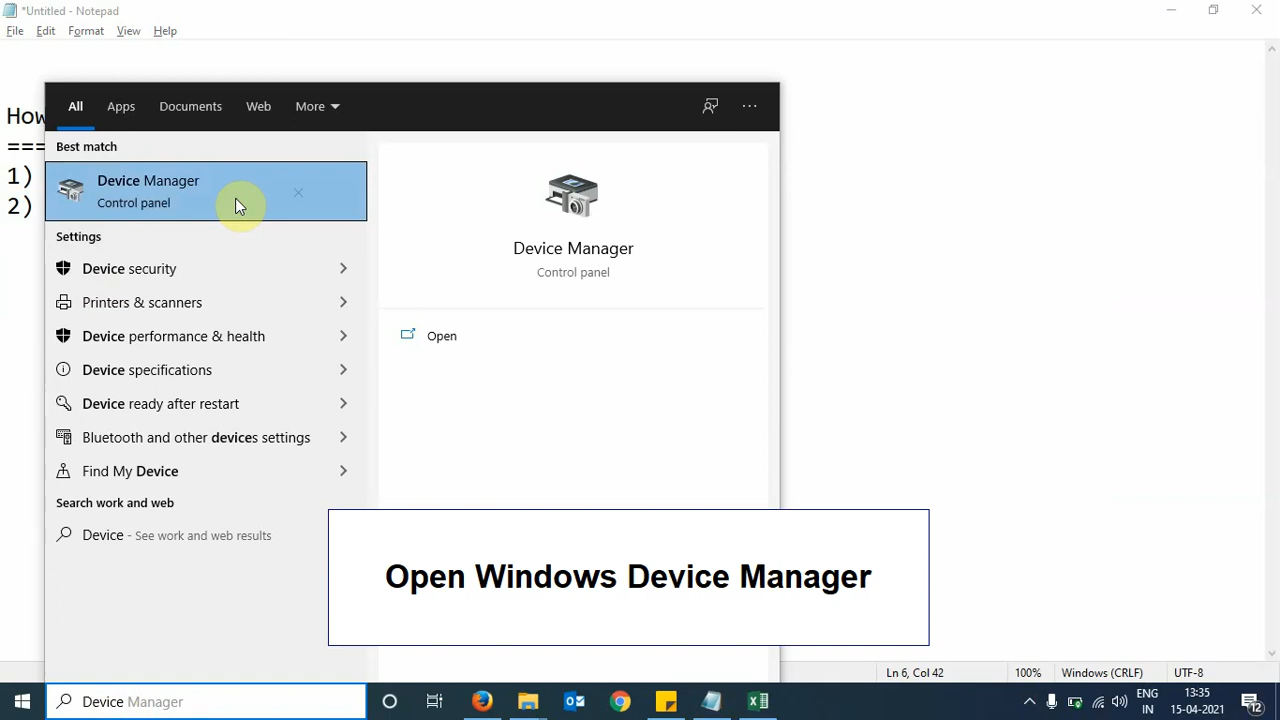 *Untitled - Notepad
File Edit Format View Help
How
===
1)
2)
All Apps Documents Web More
Best match
Device Manager
Control panel
Settings
Device security
Printers & scanners
Device performance & health
Device specifications
Device ready after restart
Bluetooth and other devices settings
Find My Device
Search work and web
Device - See work and web results
Device Manager
Control panel
Open
Open Windows Device Manager
Ln 6, Col 42 100% Windows (CRLF) UTF-8
Device Manager
ENG
IN
13:35
15-04-2021
12